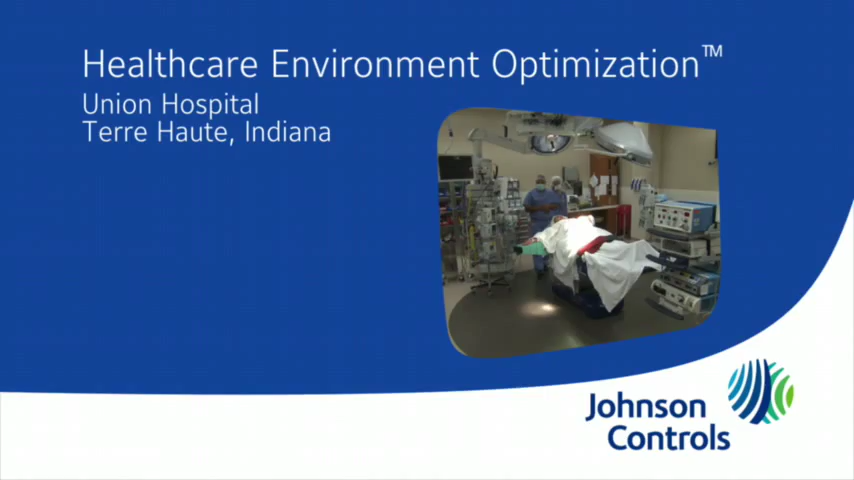 Healthcare Environment Optimization™
Union Hospital
Terre Haute, Indiana
Johnson
Controls